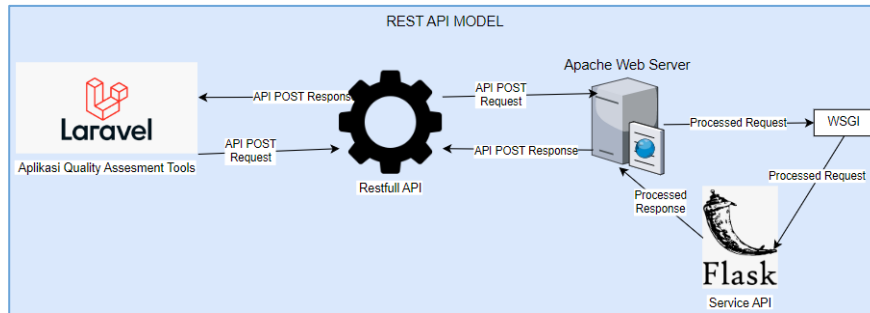 REST API MODEL
Apache Web Server
Laravel
Aplikasi Quality Assesment Tools
API POST Respons
API POST
Request
Restfull API
API POST
Request
API POST Response
Processed Request
WSGI
Processed Request
Processed
Response
Flask
Service API